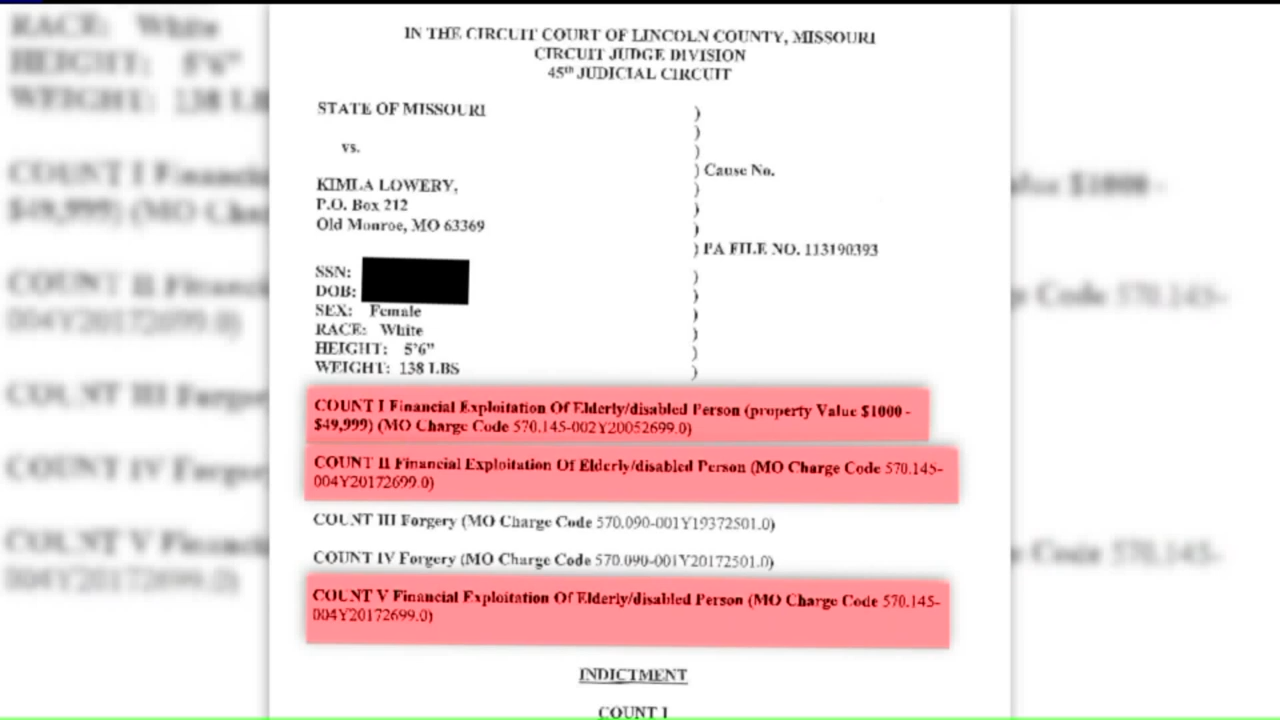 IN THE CIRCUIT COURT OF LINCOLN COUNTY, MISSOURI
CIRCUIT JUDGE DIVISION
45th JUDICIAL CIRCUIT
STATE OF MISSOURI
vs.
KIMLA LOWERY,
P.O. Box 212
Old Monroe, MO 63369
) Cause No.
) PA FILE NO. 113190393
SSN:
DOB:
SEX: Female
RACE: White
HEIGHT: 5'6"
WEIGHT: 138 LBS
COUNT I Financial Exploitation Of Elderly/disabled Person (property Value $1000 -
$49,999) (MO Charge Code 570.145-002Y20052699.0)
COUNT II Financial Exploitation Of Elderly/disabled Person (MO Charge Code 570.145-
004Y20172699.0)
COUNT III Forgery (MO Charge Code 570.090-001Y19372501.0)
COUNT IV Forgery (MO Charge Code 570.090-001Y20172501.0)
COUNT V Financial Exploitation Of Elderly/disabled Person (MO Charge Code 570.145-
004Y20172699.0)
INDICTMENT
COUNT I